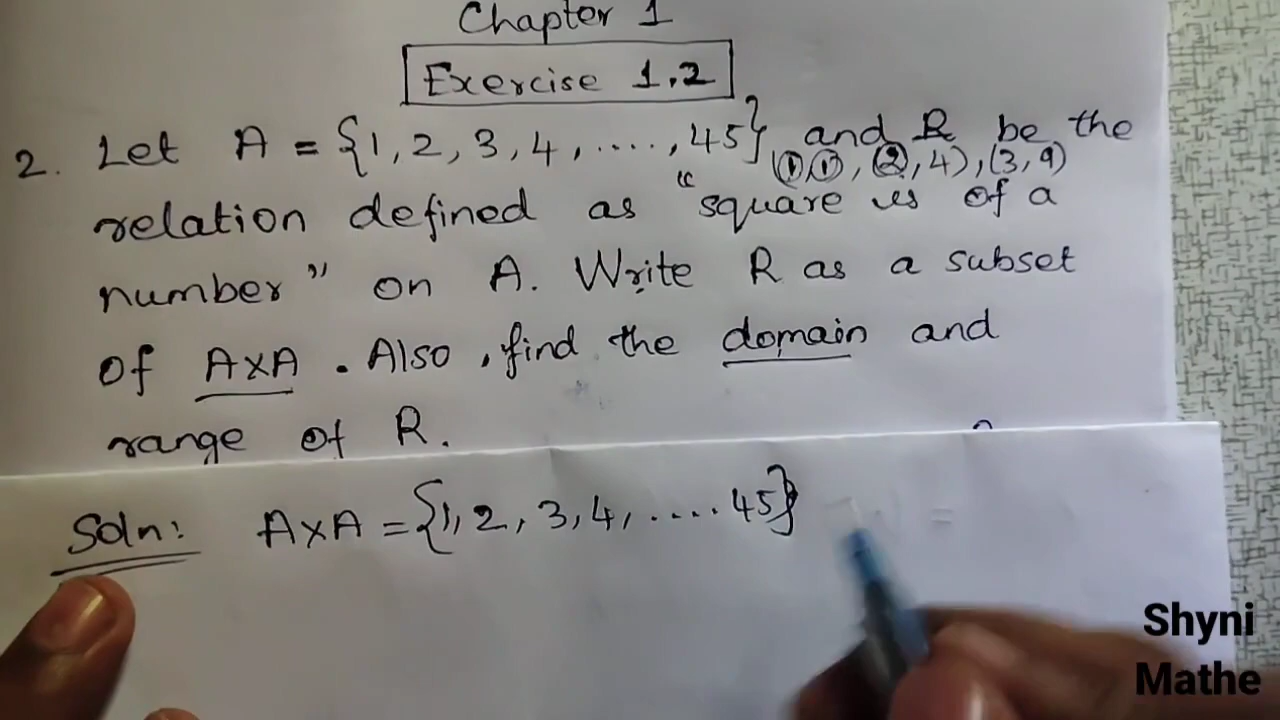 Chapter 1
Exercise 1.2
2. Let A = {1, 2, 3, 4, ...., 45} and R be the
(1,1), (2,4), (3,9)
relation defined as "square is of a
number" on A. Write R as a subset
of A×A. Also, find the domain and
range of R.
Soln: A×A = {1, 2, 3, 4, .... 45}
Shyni
Mathe